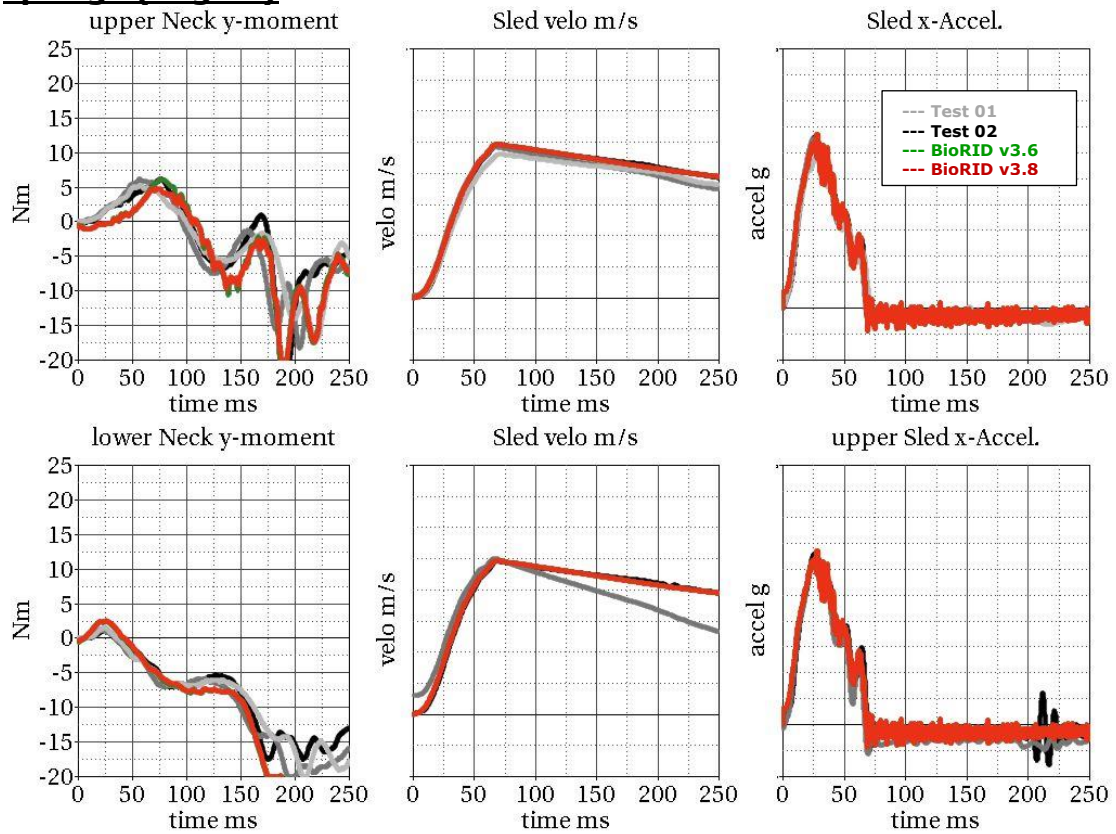 upper Neck y-moment
Sled velo m/s
Sled x-Accel.
25
20
15
10
5
0
-5
-10
-15
-20
Nm
velo m/s
accel g
--- Test 01
--- Test 02
--- BioRID v3.6
--- BioRID v3.8
0 50 100 150 200 250
0 50 100 150 200 250
0 50 100 150 200 250
time ms
time ms
time ms
lower Neck y-moment
Sled velo m/s
upper Sled x-Accel.
25
20
15
10
5
0
-5
-10
-15
-20
Nm
velo m/s
accel g
0 50 100 150 200 250
0 50 100 150 200 250
0 50 100 150 200 250
time ms
time ms
time ms